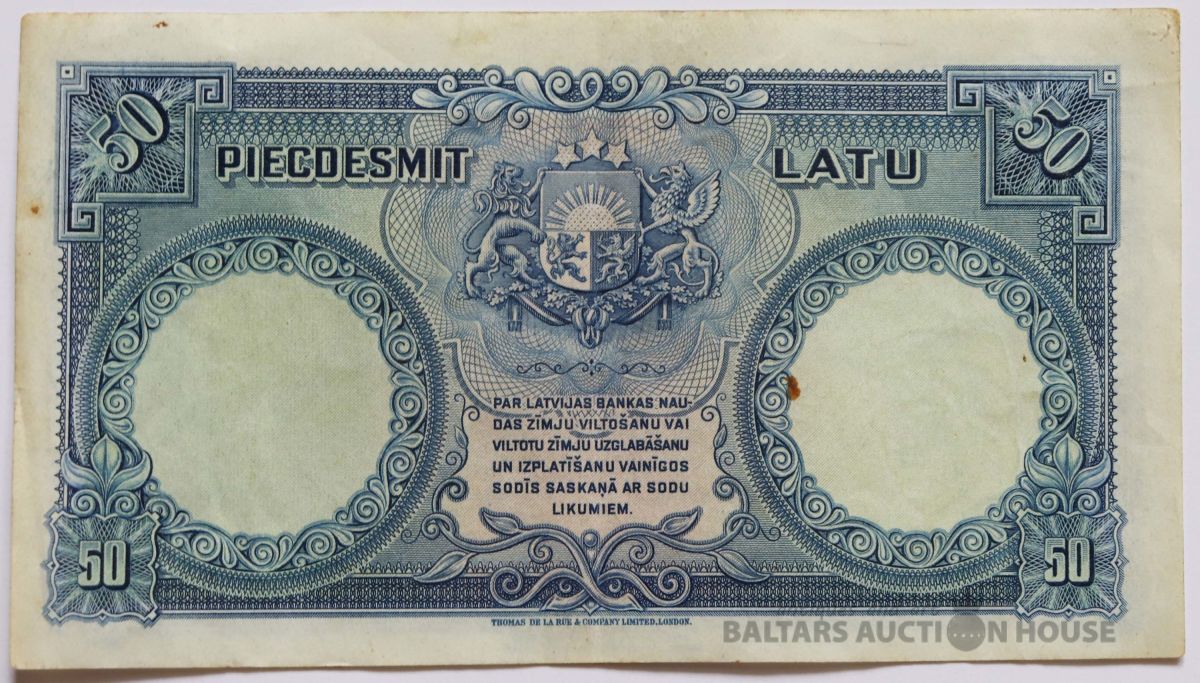 50
50
PIECDESMIT LATU
PAR LATVIJAS BANKAS NAU-
DAS ZĪMJU VILTOŠANU VAI
VILTOTU ZĪMJU UZGLABĀŠANU
UN IZPLATĪŠANU VAINĪGOS
SODĪS SASKAŅĀ AR SODU
LIKUMIEM.
50
50
THOMAS DE LA RUE & COMPANY LIMITED, LONDON.
BALTARS AUCTION HOUSE